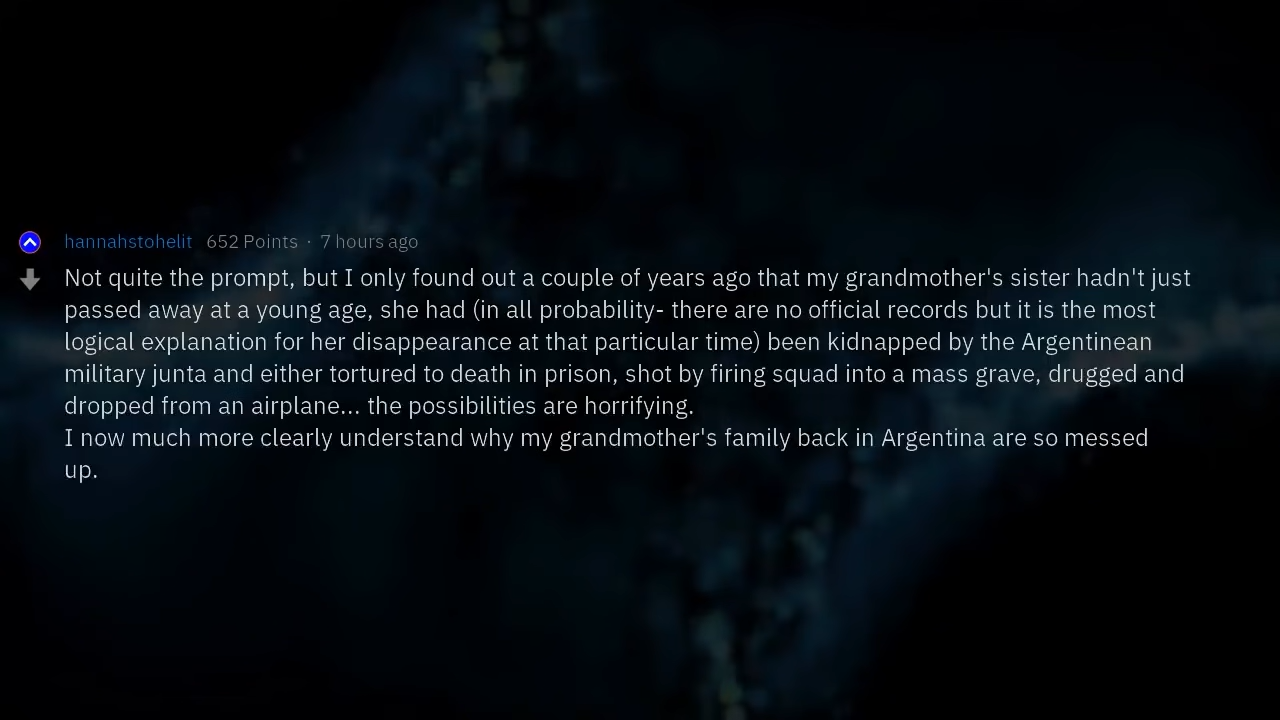 hannahstohelit 652 Points · 7 hours ago
Not quite the prompt, but I only found out a couple of years ago that my grandmother's sister hadn't just
passed away at a young age, she had (in all probability- there are no official records but it is the most
logical explanation for her disappearance at that particular time) been kidnapped by the Argentinean
military junta and either tortured to death in prison, shot by firing squad into a mass grave, drugged and
dropped from an airplane... the possibilities are horrifying.
I now much more clearly understand why my grandmother's family back in Argentina are so messed
up.